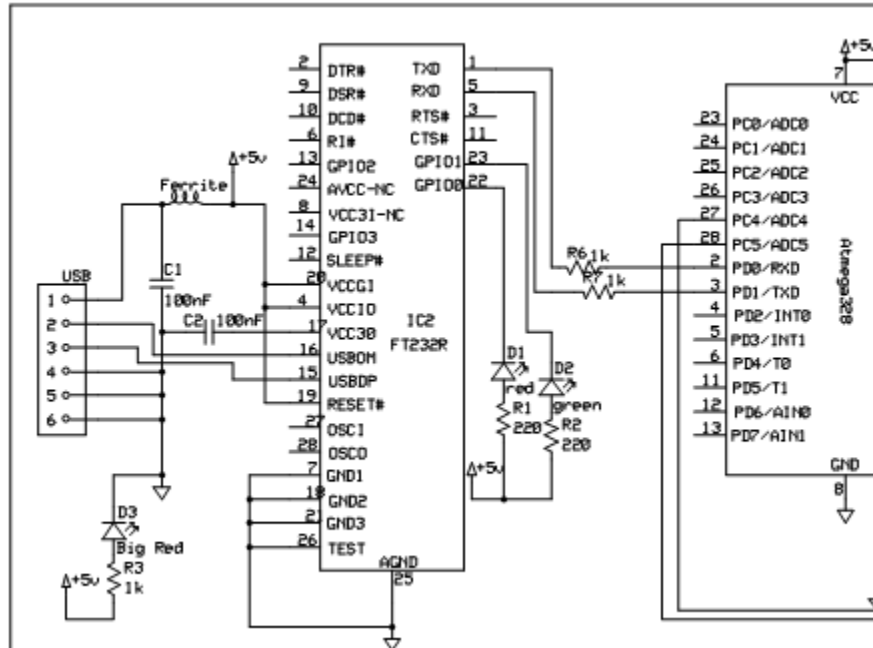 2 DTR# TXD 1
9 DSR# RXD 5
10 DCD# RTS# 3
6 RI# CTS# 11
13 GPIO2 GPIO1 23
24 AVCC-NC GPIO0 22
8 VCC3I-NC
14 GPIO3
12 SLEEP#
20 VCCGI
4 VCCIO
17 VCC30
16 USBDM
15 USBDP
19 RESET#
27 OSCI
28 OSCO
7 GND1
18 GND2
21 GND3
26 TEST
AGND
25
IC2
FT232R
+5v
Ferrite
C1
100nF
C2 100nF
USB
1
2
3
4
5
6
D3
Big Red
R3
1k
+5v
D1
red
R1
220
D2
green
R2
220
+5v
R6 1k
R7 1k
+5v
7
VCC
23 PC0/ADC0
24 PC1/ADC1
25 PC2/ADC2
26 PC3/ADC3
27 PC4/ADC4
28 PC5/ADC5
2 PD0/RXD
3 PD1/TXD
4 PD2/INT0
5 PD3/INT1
6 PD4/T0
11 PD5/T1
12 PD6/AIN0
13 PD7/AIN1
Atmega328
GND
8